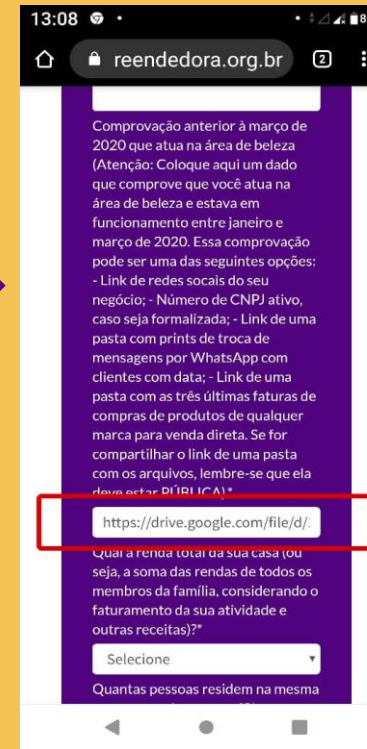 13:08
reendedora.org.br
2
8
Comprovação anterior à março de
2020 que atua na área de beleza
(Atenção: Coloque aqui um dado
que comprove que você atua na
área de beleza e estava em
funcionamento entre janeiro e
março de 2020. Essa comprovação
pode ser uma das seguintes opções:
- Link de redes socais do seu
negócio; - Número de CNPJ ativo,
caso seja formalizada; - Link de uma
pasta com prints de troca de
mensagens por WhatsApp com
clientes com data; - Link de uma
pasta com as três últimas faturas de
compras de produtos de qualquer
marca para venda direta. Se for
compartilhar o link de uma pasta
com os arquivos, lembre-se que ela
deve estar PÚBLICA)*
https://drive.google.com/file/d/
Qual a renda total da sua casa (ou
seja, a soma das rendas de todos os
membros da família, considerando o
faturamento da sua atividade e
outras receitas)?*
Selecione
Quantas pessoas residem na mesma